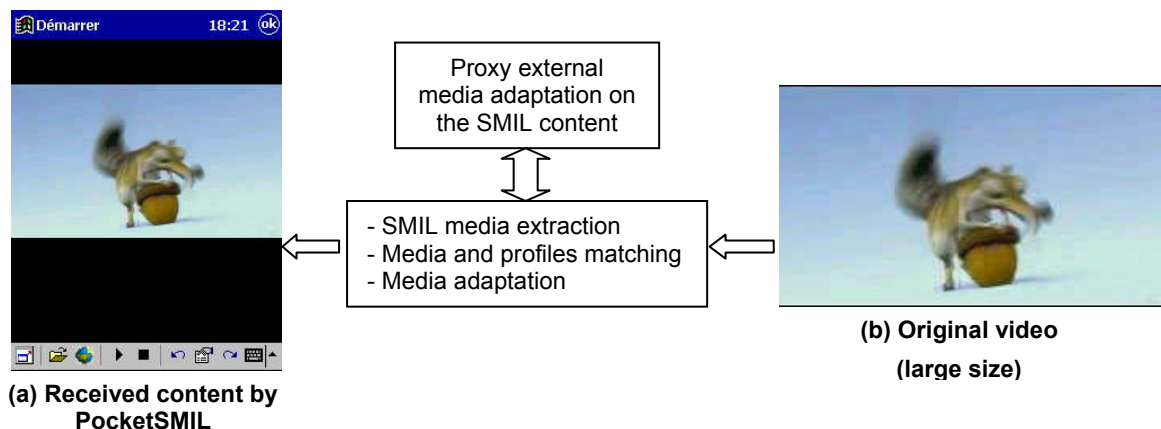 Démarrer 18:21 ok
Proxy external
media adaptation on
the SMIL content
- SMIL media extraction
- Media and profiles matching
- Media adaptation
(b) Original video
(large size)
(a) Received content by
PocketSMIL